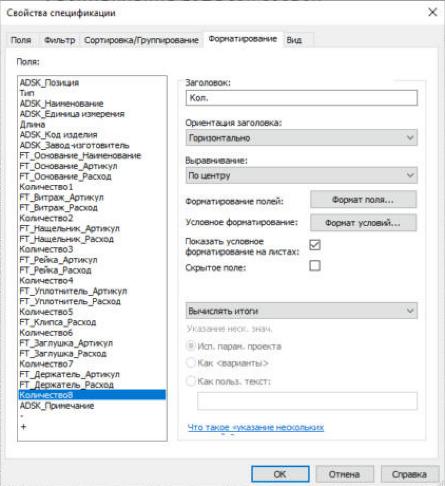 Свойства спецификации
Поля Фильтр Сортировка/Группирование Форматирование Вид
Поля:
ADSK_Позиция
Тип
ADSK_Наименование
ADSK_Единица измерения
Длина
ADSK_Код изделия
ADSK_Завод-изготовитель
FT_Основание_Наименование
FT_Основание_Артикул
FT_Основание_Расход
Количество1
FT_Витраж_Артикул
FT_Витраж_Расход
Количество2
FT_Нащельник_Артикул
FT_Нащельник_Расход
Количество3
FT_Рейка_Артикул
FT_Рейка_Расход
Количество4
FT_Уплотнитель_Артикул
FT_Уплотнитель_Расход
Количество5
FT_Клипса_Расход
Количество6
FT_Заглушка_Артикул
FT_Заглушка_Расход
Количество7
FT_Держатель_Артикул
FT_Держатель_Расход
Количество8
ADSK_Примечание
-
+
Заголовок:
Кол.
Ориентация заголовка:
Горизонтально
Выравнивание:
По центру
Форматирование полей: Формат поля...
Условное форматирование: Формат условий...
Показать условное
форматирование на листах:
Скрытое поле:
Вычислять итоги
Указание неск. знач.
Исп. парам. проекта
Как <варианты>
Как польз. текст:
Что такое «указание нескольких
OK Отмена Справка